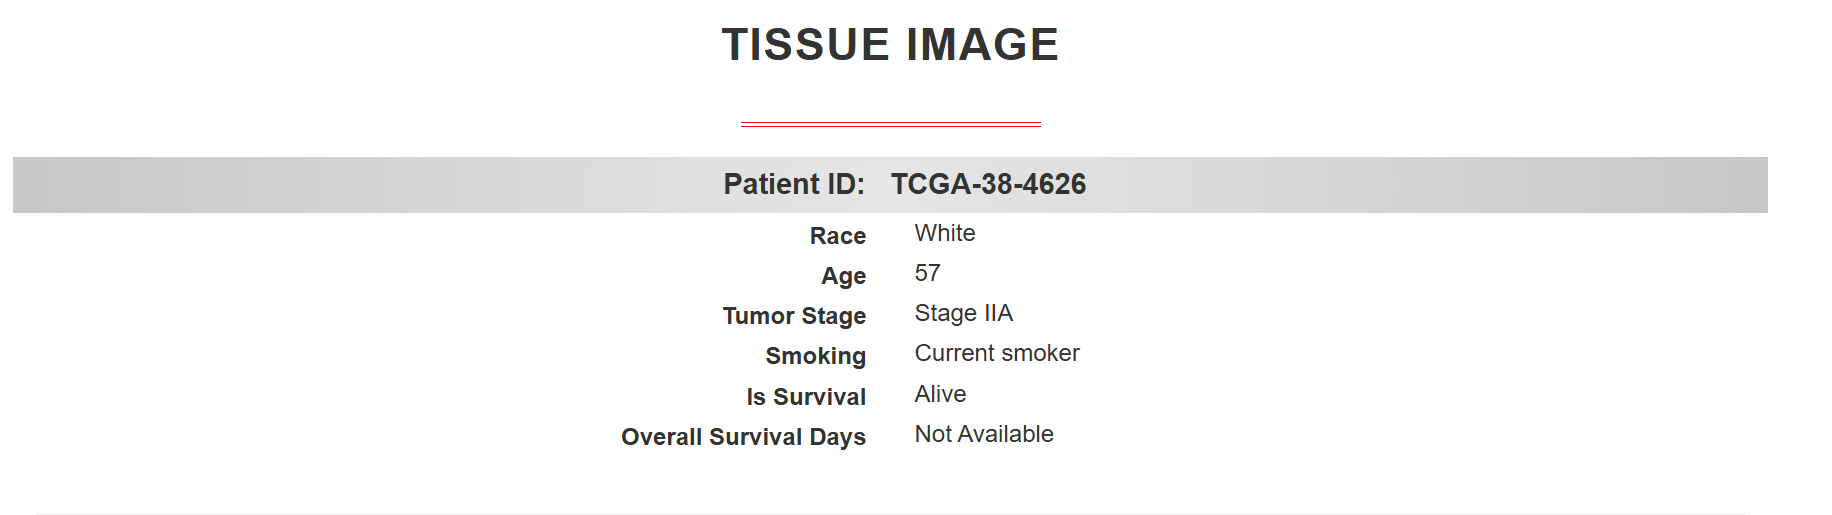 TISSUE IMAGE
Patient ID: TCGA-38-4626
Race White
Age 57
Tumor Stage Stage IIA
Smoking Current smoker
Is Survival Alive
Overall Survival Days Not Available